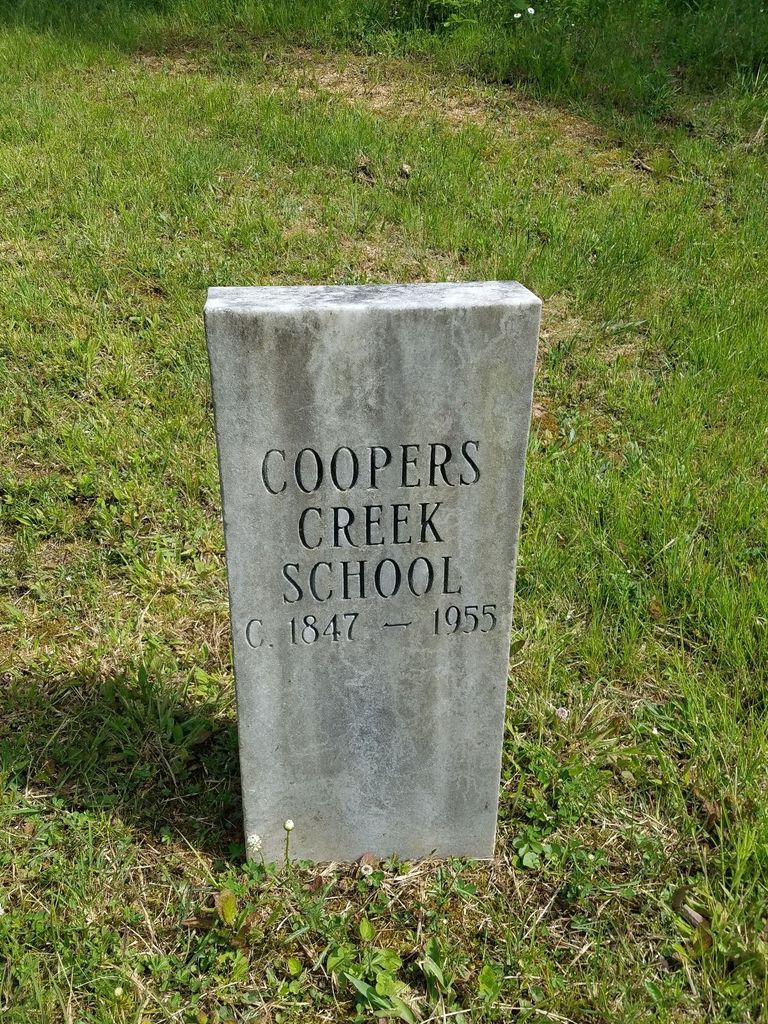 COOPERS
CREEK
SCHOOL
C. 1847 — 1955